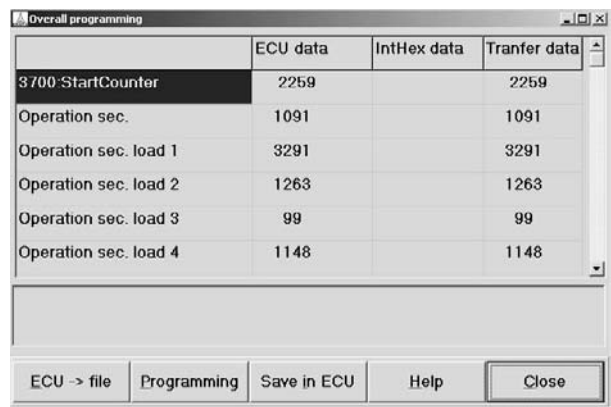 Overall programming
ECU data IntHex data Tranfer data
3700:StartCounter 2259 2259
Operation sec. 1091 1091
Operation sec. load 1 3291 3291
Operation sec. load 2 1263 1263
Operation sec. load 3 99 99
Operation sec. load 4 1148 1148
ECU -> file Programming Save in ECU Help Close